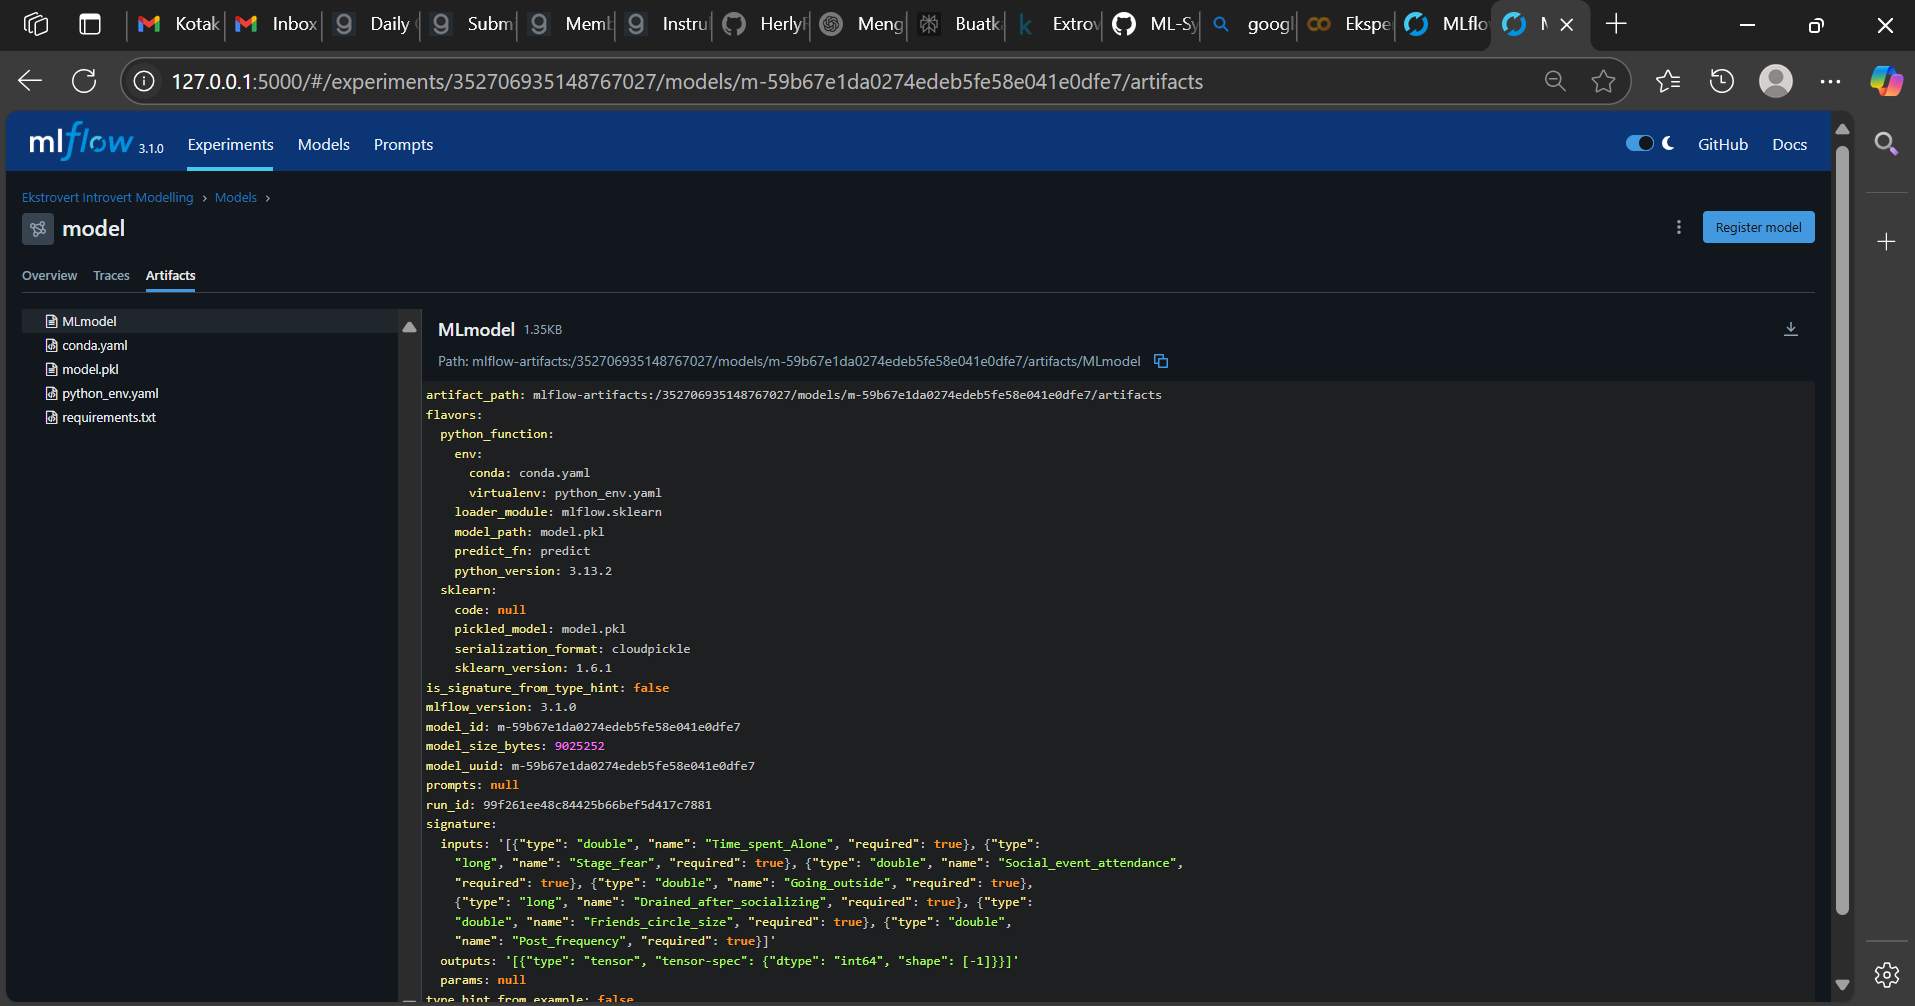 Kotak
Inbox
Daily
Subm
Memb
Instru
HerlyF
Meng
Buatka
Extrov
ML-Sy
googl
Ekspe
MLflo
127.0.0.1:5000/#/experiments/352706935148767027/models/m-59b67e1da0274edeb5fe58e041e0dfe7/artifacts
mlflow 3.1.0 Experiments Models Prompts GitHub Docs
Ekstrovert Introvert Modelling › Models ›
model
Register model
Overview Traces Artifacts
MLmodel
conda.yaml
model.pkl
python_env.yaml
requirements.txt
MLmodel 1.35KB
Path: mlflow-artifacts:/352706935148767027/models/m-59b67e1da0274edeb5fe58e041e0dfe7/artifacts/MLmodel
artifact_path: mlflow-artifacts:/352706935148767027/models/m-59b67e1da0274edeb5fe58e041e0dfe7/artifacts
flavors:
python_function:
env:
conda: conda.yaml
virtualenv: python_env.yaml
loader_module: mlflow.sklearn
model_path: model.pkl
predict_fn: predict
python_version: 3.13.2
sklearn:
code: null
pickled_model: model.pkl
serialization_format: cloudpickle
sklearn_version: 1.6.1
is_signature_from_type_hint: false
mlflow_version: 3.1.0
model_id: m-59b67e1da0274edeb5fe58e041e0dfe7
model_size_bytes: 9025252
model_uuid: m-59b67e1da0274edeb5fe58e041e0dfe7
prompts: null
run_id: 99f261ee48c84425b66bef5d417c7881
signature:
inputs: '[{"type": "double", "name": "Time_spent_Alone", "required": true}, {"type":
"long", "name": "Stage_fear", "required": true}, {"type": "double", "name": "Social_event_attendance",
"required": true}, {"type": "double", "name": "Going_outside", "required": true},
{"type": "long", "name": "Drained_after_socializing", "required": true}, {"type":
"double", "name": "Friends_circle_size", "required": true}, {"type": "double",
"name": "Post_frequency", "required": true}]'
outputs: '[{"type": "tensor", "tensor-spec": {"dtype": "int64", "shape": [-1]}}]'
params: null
type_hint_from_example: false